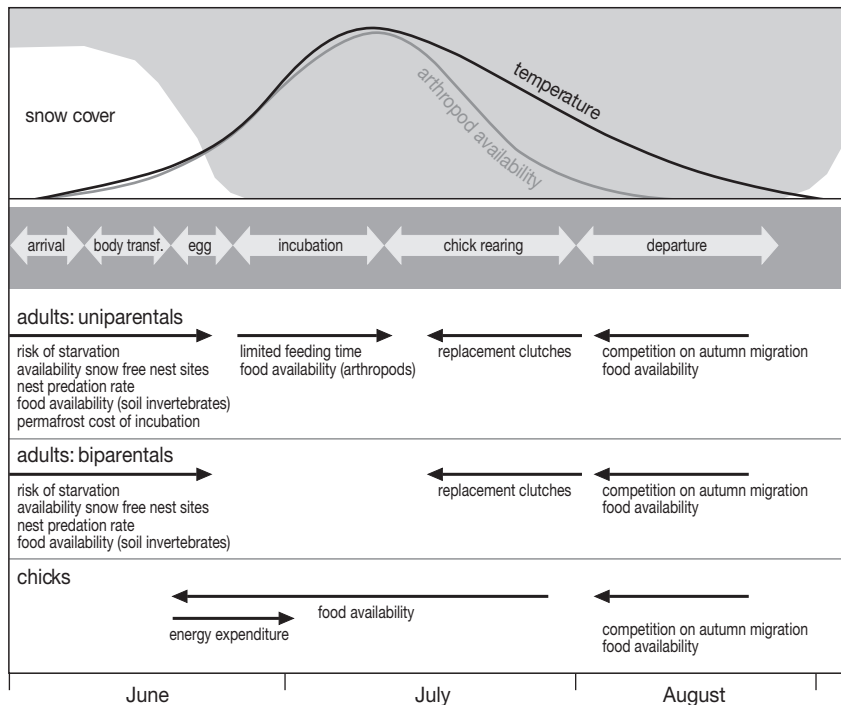 snow cover
temperature
arthropod availability
arrival
body transf.
egg
incubation
chick rearing
departure
adults: uniparentals
risk of starvation
availability snow free nest sites
nest predation rate
food availability (soil invertebrates)
permafrost cost of incubation
limited feeding time
food availability (arthropods)
replacement clutches
competition on autumn migration
food availability
adults: biparentals
risk of starvation
availability snow free nest sites
nest predation rate
food availability (soil invertebrates)
replacement clutches
competition on autumn migration
food availability
chicks
food availability
energy expenditure
competition on autumn migration
food availability
June
July
August